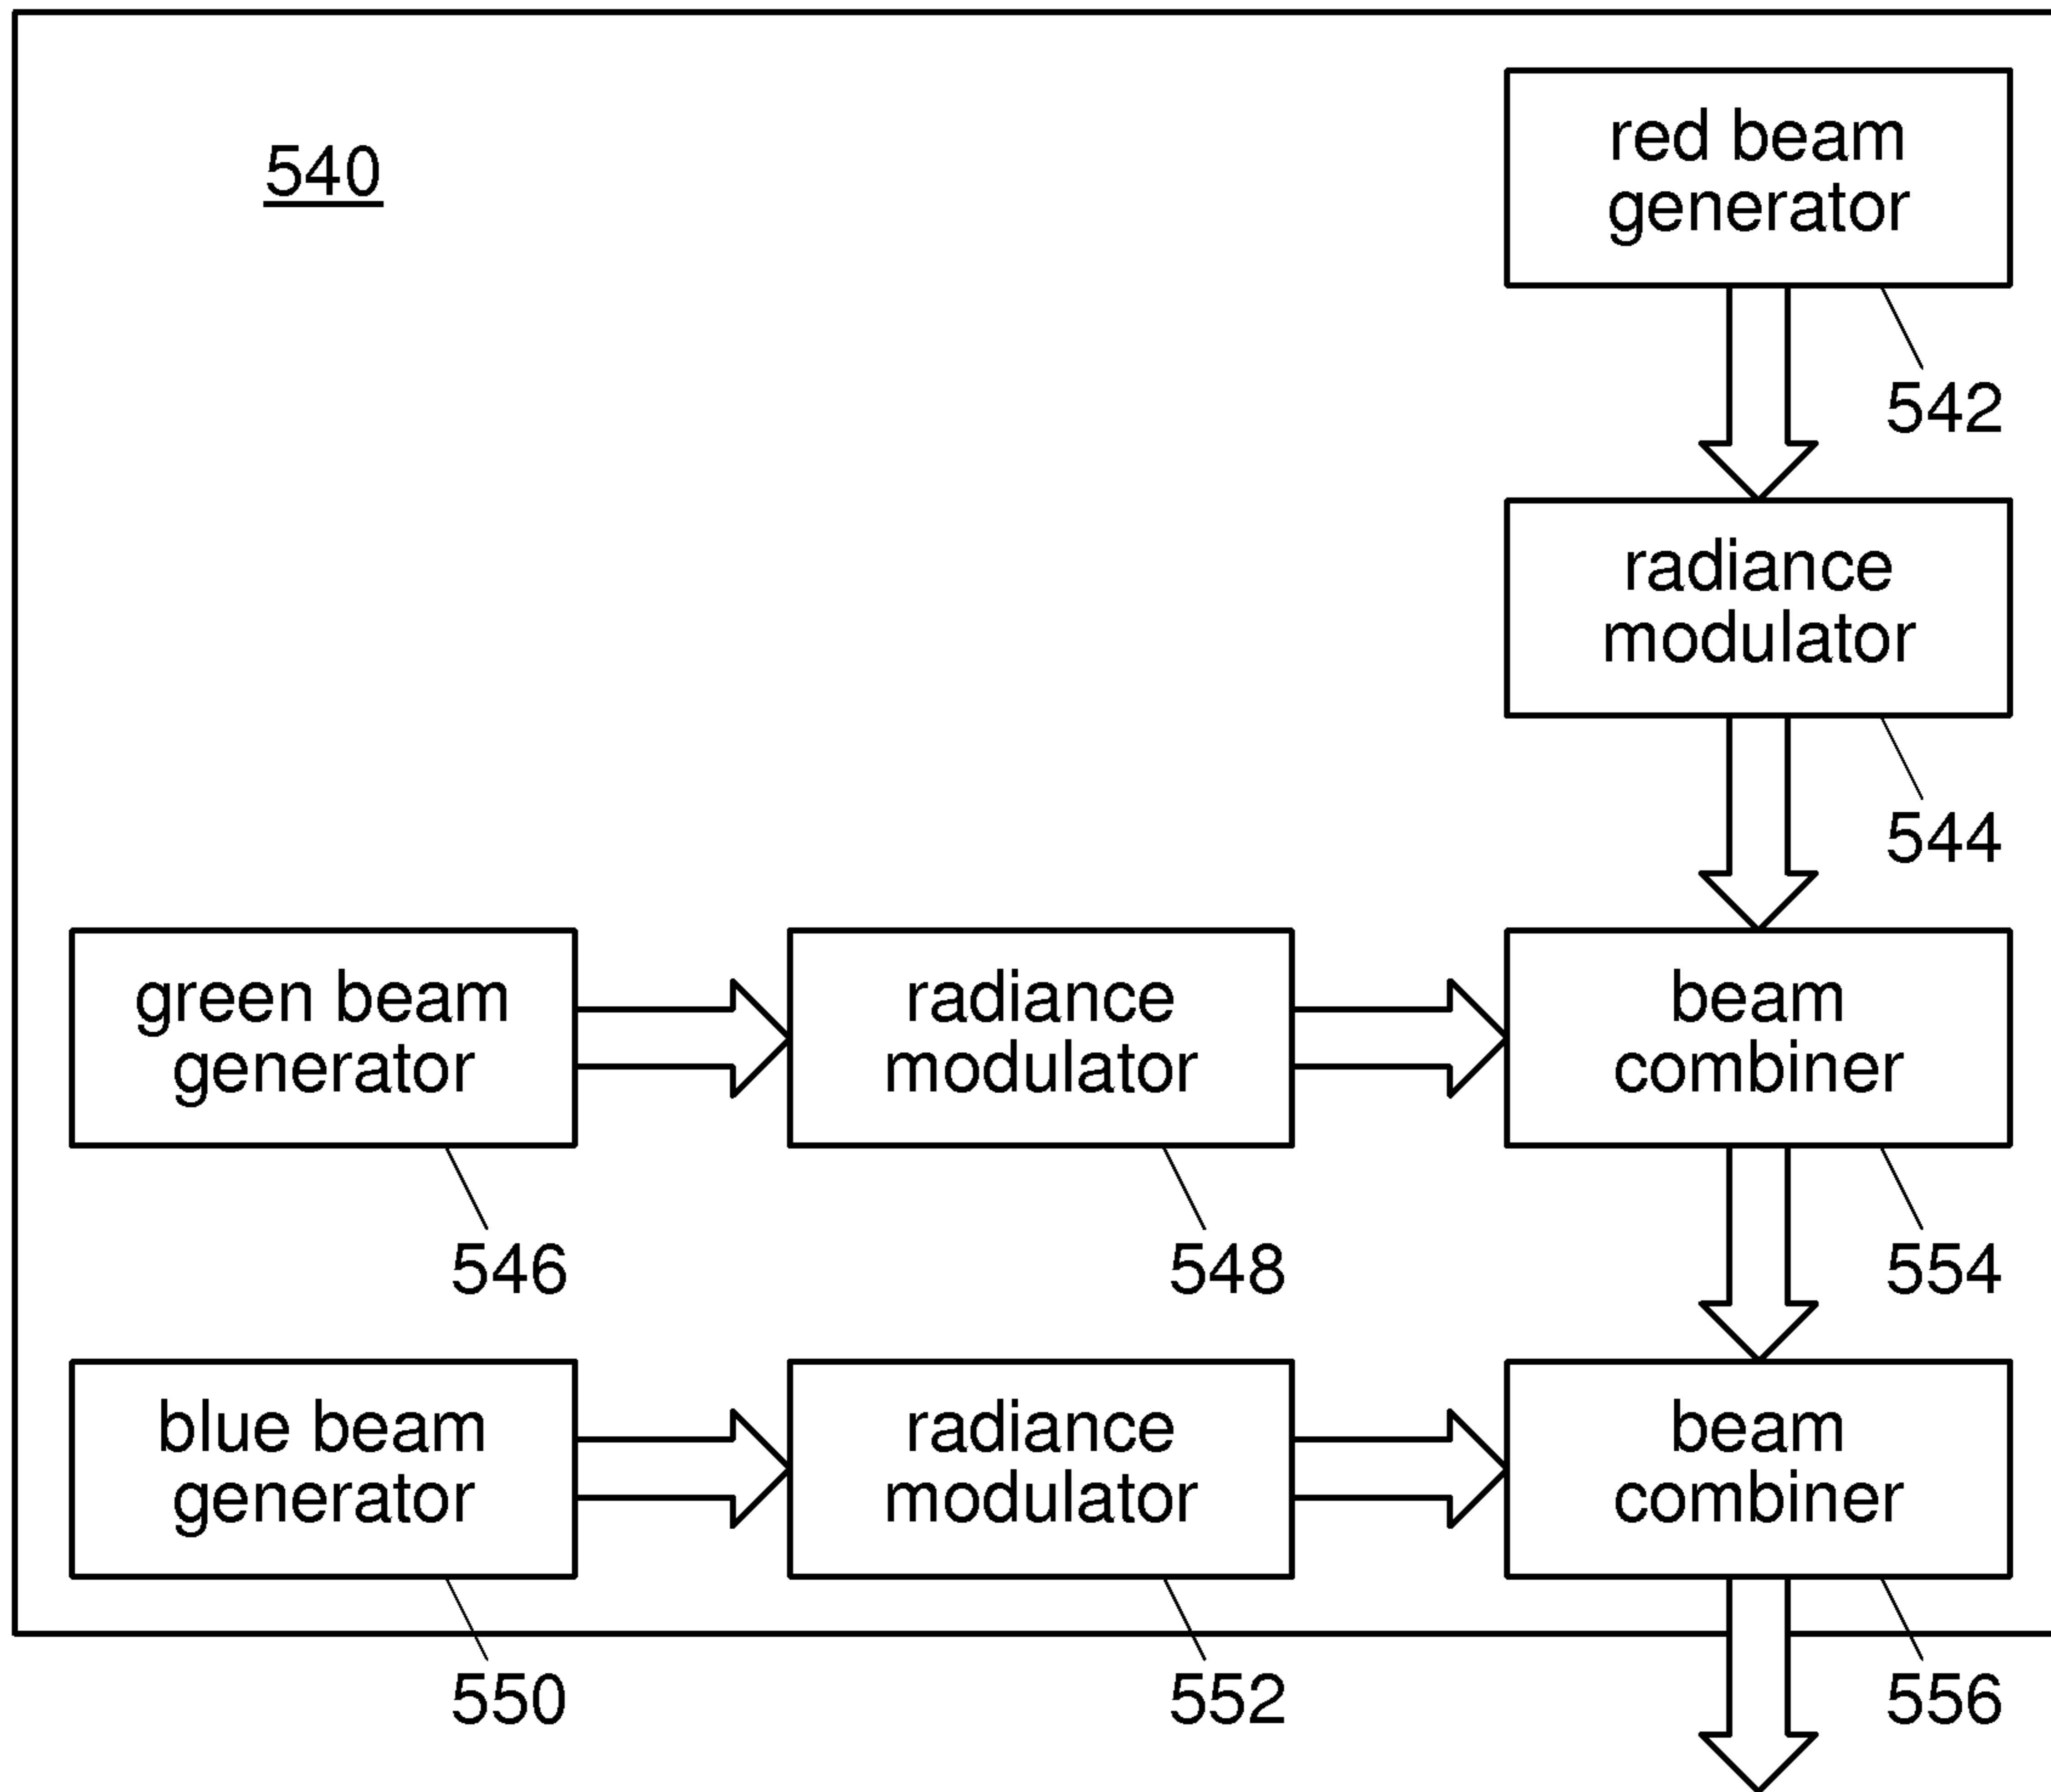 540
red beam
generator
542
radiance
modulator
544
green beam
generator
546
radiance
modulator
548
beam
combiner
554
blue beam
generator
550
radiance
modulator
552
beam
combiner
556